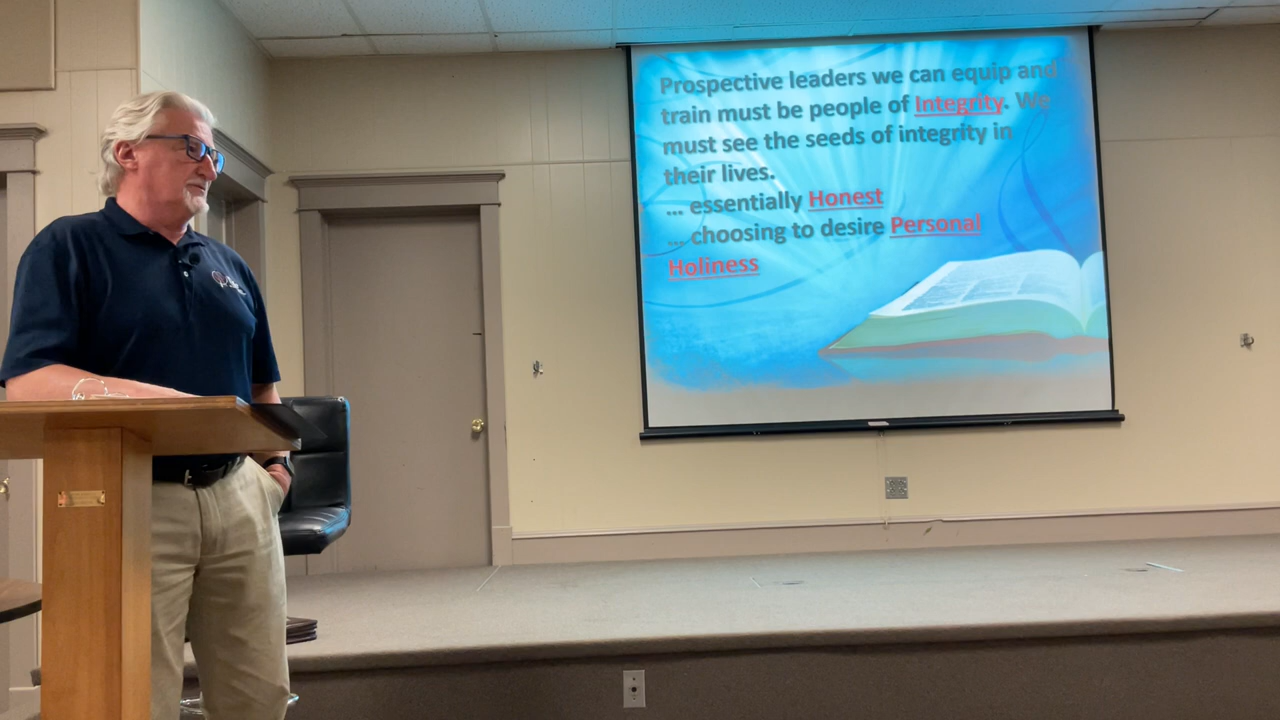 Prospective leaders we can equip and
train must be people of Integrity. We
must see the seeds of integrity in
their lives.
... essentially Honest
... choosing to desire Personal
Holiness